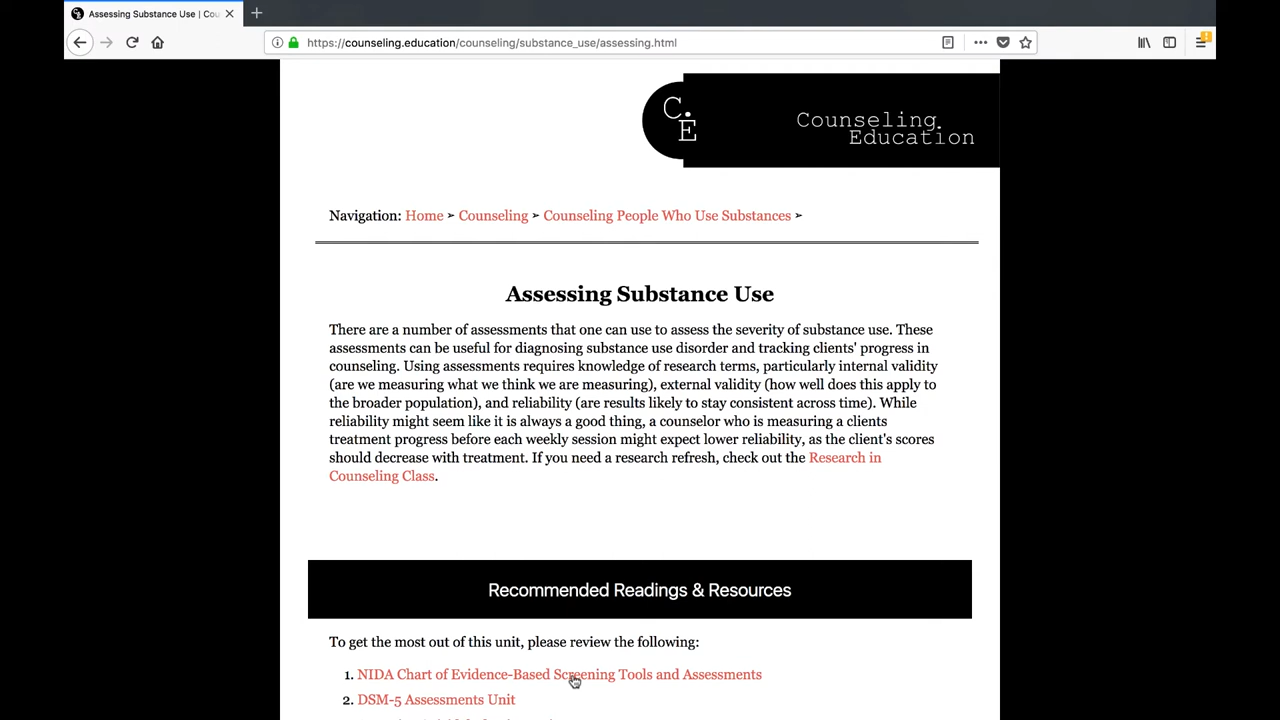 Assessing Substance Use | Cou
https://counseling.education/counseling/substance_use/assessing.html
C.
E
Counseling
Education
Navigation: Home ➢ Counseling ➢ Counseling People Who Use Substances ➢
Assessing Substance Use
There are a number of assessments that one can use to assess the severity of substance use. These
assessments can be useful for diagnosing substance use disorder and tracking clients' progress in
counseling. Using assessments requires knowledge of research terms, particularly internal validity
(are we measuring what we think we are measuring), external validity (how well does this apply to
the broader population), and reliability (are results likely to stay consistent across time). While
reliability might seem like it is always a good thing, a counselor who is measuring a clients
treatment progress before each weekly session might expect lower reliability, as the client's scores
should decrease with treatment. If you need a research refresh, check out the Research in
Counseling Class.
Recommended Readings & Resources
To get the most out of this unit, please review the following:
1. NIDA Chart of Evidence-Based Screening Tools and Assessments
2. DSM-5 Assessments Unit